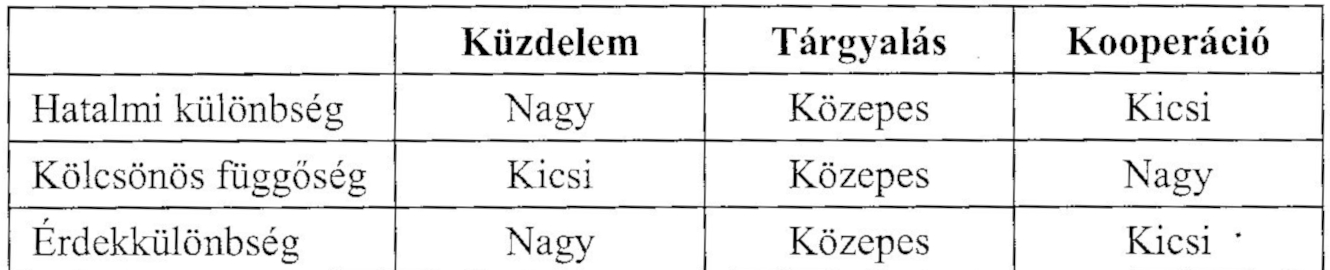 Küzdelem Tárgyalás Kooperáció
Hatalmi különbség Nagy Közepes Kicsi
Kölcsönös függőség Kicsi Közepes Nagy
Érdekkülönbség Nagy Közepes Kicsi